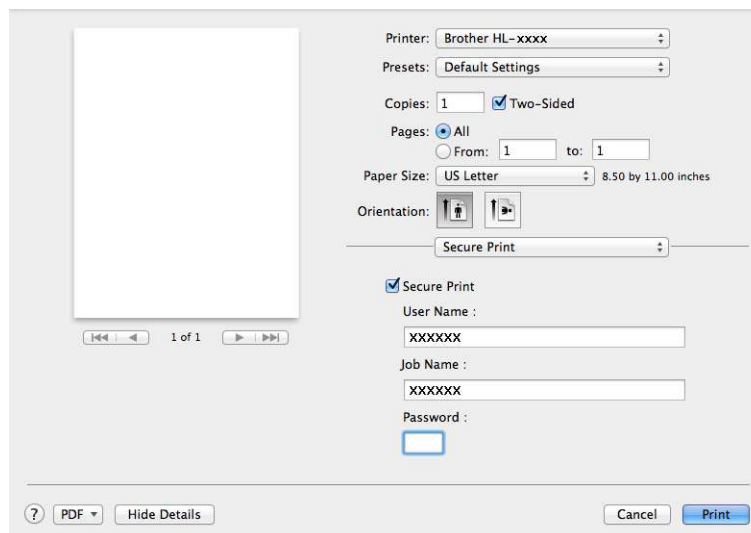 Printer: Brother HL-xxxx
Presets: Default Settings
Copies: 1 Two-Sided
Pages: All
From: 1 to: 1
Paper Size: US Letter 8.50 by 11.00 inches
Orientation:
Secure Print
Secure Print
User Name :
XXXXXX
1 of 1
Job Name :
XXXXXX
Password :
? PDF Hide Details Cancel Print